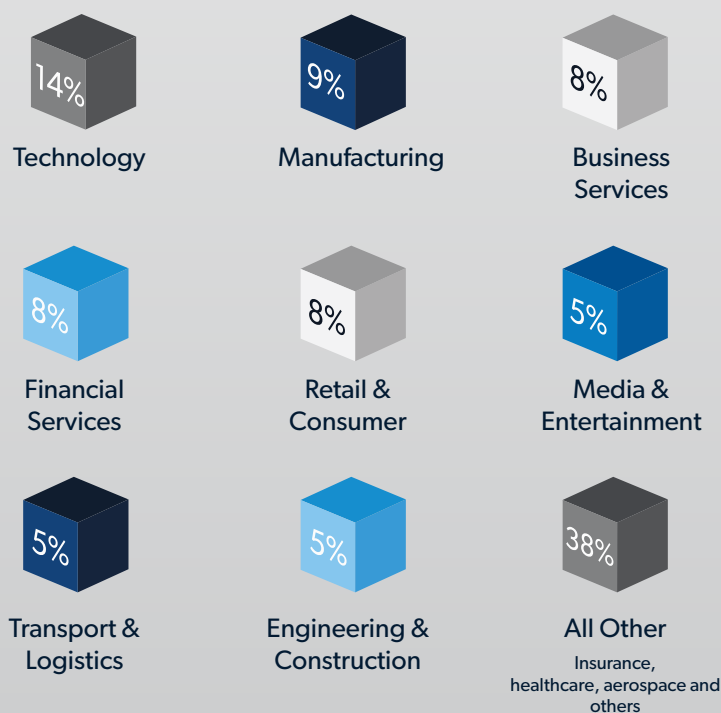 14%
Technology
9%
Manufacturing
8%
Business
Services
8%
Financial
Services
8%
Retail &
Consumer
5%
Media &
Entertainment
5%
Transport &
Logistics
5%
Engineering &
Construction
38%
All Other
Insurance,
healthcare, aerospace and
others